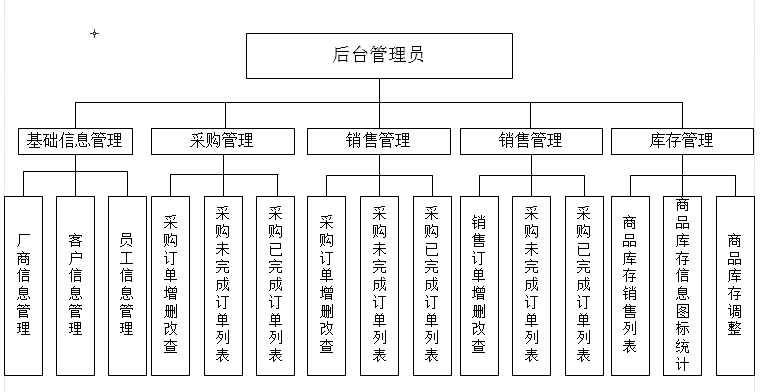 后台管理员
基础信息管理
采购管理
销售管理
销售管理
库存管理
厂商信息管理
客户信息管理
员工信息管理
采购订单增删改查
采购未完成订单列表
采购已完成订单列表
采购订单增删改查
采购未完成订单列表
采购已完成订单列表
销售订单增删改查
采购未完成订单列表
采购已完成订单列表
商品库存销售列表
商品库存信息图标统计
商品库存调整